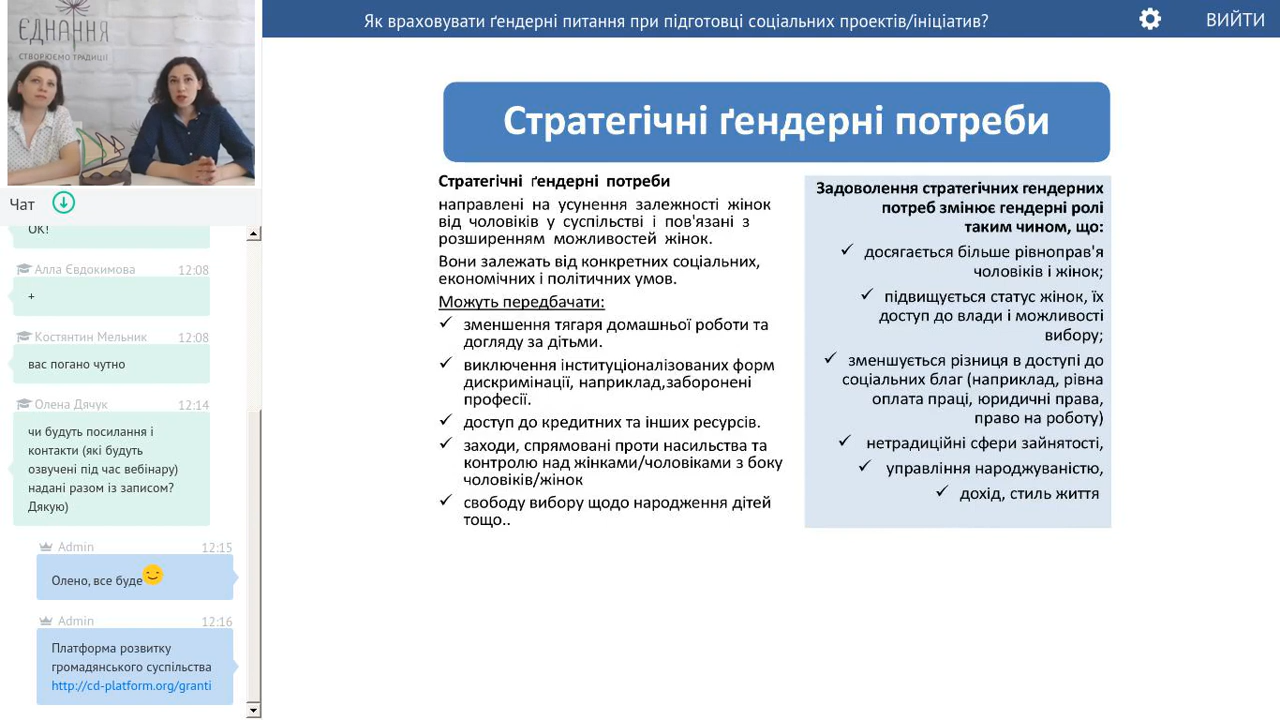 Як враховувати ґендерні питання при підготовці соціальних проектів/ініціатив?
ВИЙТИ
ЄДНАННЯ
СТВОРЮЄМО ТРАДИЦІЇ
Чат
ОК!
Алла Євдокимова 12:08
+
Костянтин Мельник 12:08
вас погано чутно
Олена Дячук 12:14
чи будуть посилання і
контакти (які будуть
озвучені під час вебінару)
надані разом із записом?
Дякую)
Admin 12:15
Олено, все буде
Admin 12:16
Платформа розвитку
громадянського суспільства
http://cd-platform.org/granti
Стратегічні ґендерні потреби
Стратегічні ґендерні потреби
направлені на усунення залежності жінок
від чоловіків у суспільстві і пов'язані з
розширенням можливостей жінок.
Вони залежать від конкретних соціальних,
економічних і політичних умов.
Можуть передбачати:
✓ зменшення тягаря домашньої роботи та
догляду за дітьми.
✓ виключення інституціоналізованих форм
дискримінації, наприклад,заборонені
професії.
✓ доступ до кредитних та інших ресурсів.
✓ заходи, спрямовані проти насильства та
контролю над жінками/чоловіками з боку
чоловіків/жінок
✓ свободу вибору щодо народження дітей
тощо..
Задоволення стратегічних гендерних
потреб змінює гендерні ролі
таким чином, що:
✓ досягається більше рівноправ'я
чоловіків і жінок;
✓ підвищується статус жінок, їх
доступ до влади і можливості
вибору;
✓ зменшується різниця в доступі до
соціальних благ (наприклад, рівна
оплата праці, юридичні права,
право на роботу)
✓ нетрадиційні сфери зайнятості,
✓ управління народжуваністю,
✓ дохід, стиль життя